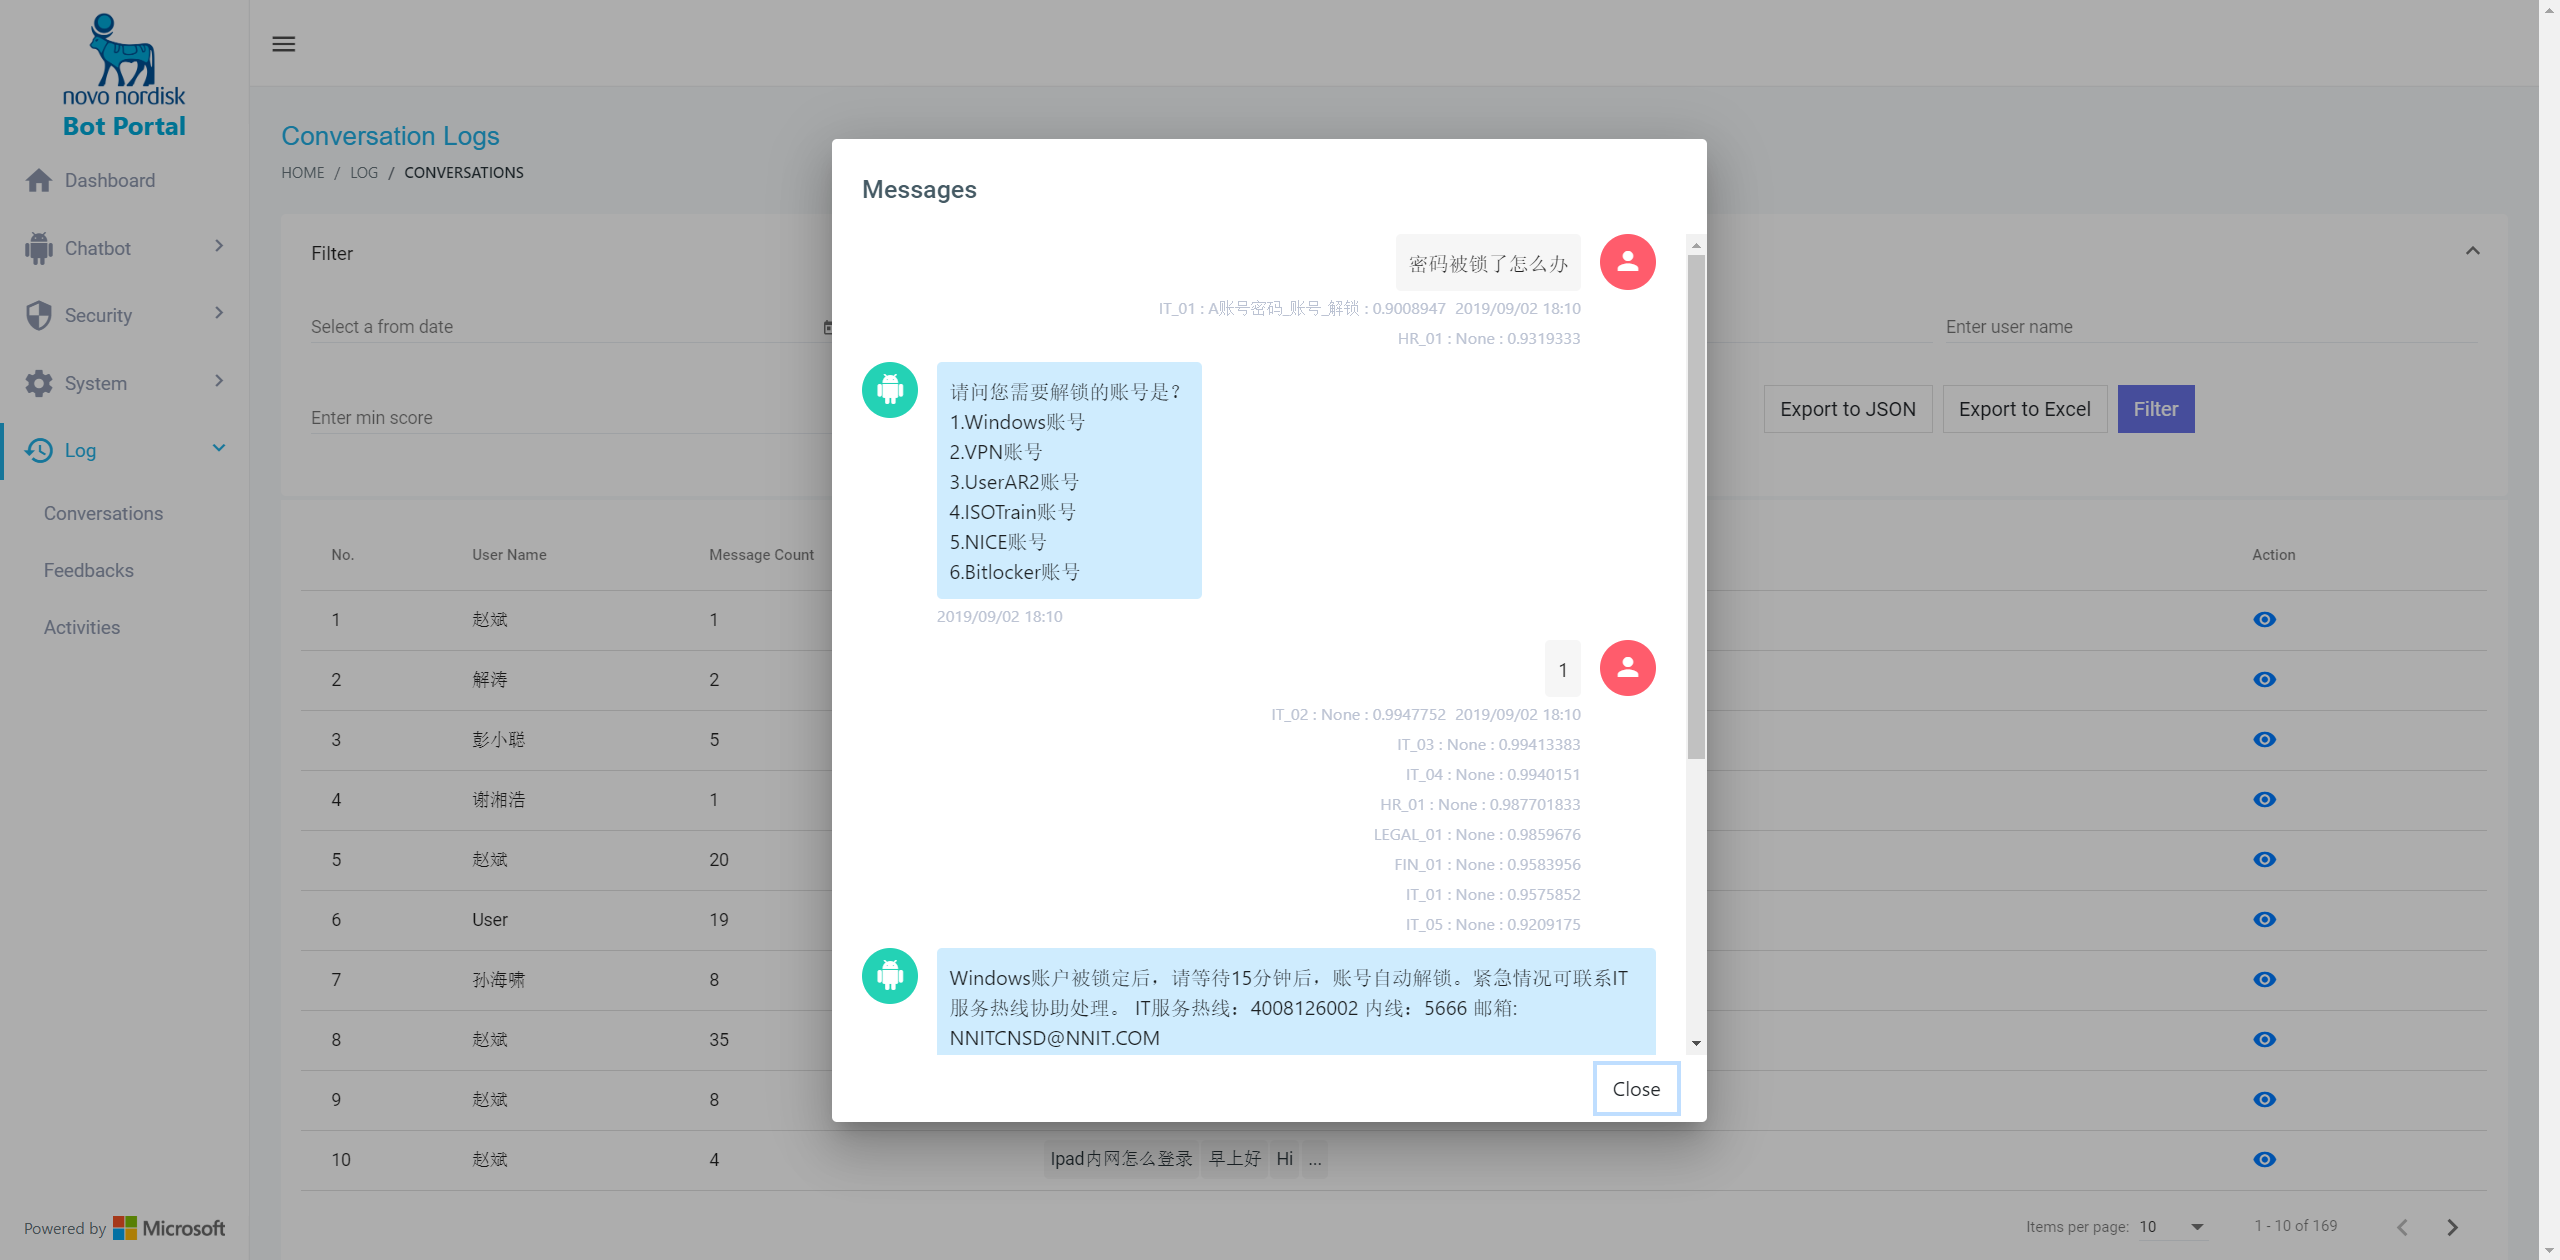 novo nordisk
Bot Portal
Dashboard
Chatbot
Security
System
Log
Conversations
Feedbacks
Activities
Powered by Microsoft
Conversation Logs
HOME / LOG / CONVERSATIONS
Filter
Select a from date
Enter user name
Enter min score
Export to JSON
Export to Excel
Filter
No. User Name Message Count Action
1 赵斌 1
2 解涛 2
3 彭小聪 5
4 谢湘浩 1
5 赵斌 20
6 User 19
7 孙海啸 8
8 赵斌 35
9 赵斌 8
10 赵斌 4 Ipad内网怎么登录 早上好 Hi ...
Items per page: 10 1 - 10 of 169
Messages
密码被锁了怎么办
IT_01 : A账号密码_账号_解锁 : 0.9008947 2019/09/02 18:10
HR_01 : None : 0.9319333
请问您需要解锁的账号是?
1.Windows账号
2.VPN账号
3.UserAR2账号
4.ISOTrain账号
5.NICE账号
6.Bitlocker账号
2019/09/02 18:10
1
IT_02 : None : 0.9947752 2019/09/02 18:10
IT_03 : None : 0.99413383
IT_04 : None : 0.9940151
HR_01 : None : 0.987701833
LEGAL_01 : None : 0.9859676
FIN_01 : None : 0.9583956
IT_01 : None : 0.9575852
IT_05 : None : 0.9209175
Windows账户被锁定后，请等待15分钟后，账号自动解锁。紧急情况可联系IT
服务热线协助处理。 IT服务热线：4008126002 内线：5666 邮箱:
NNITCNSD@NNIT.COM
Close